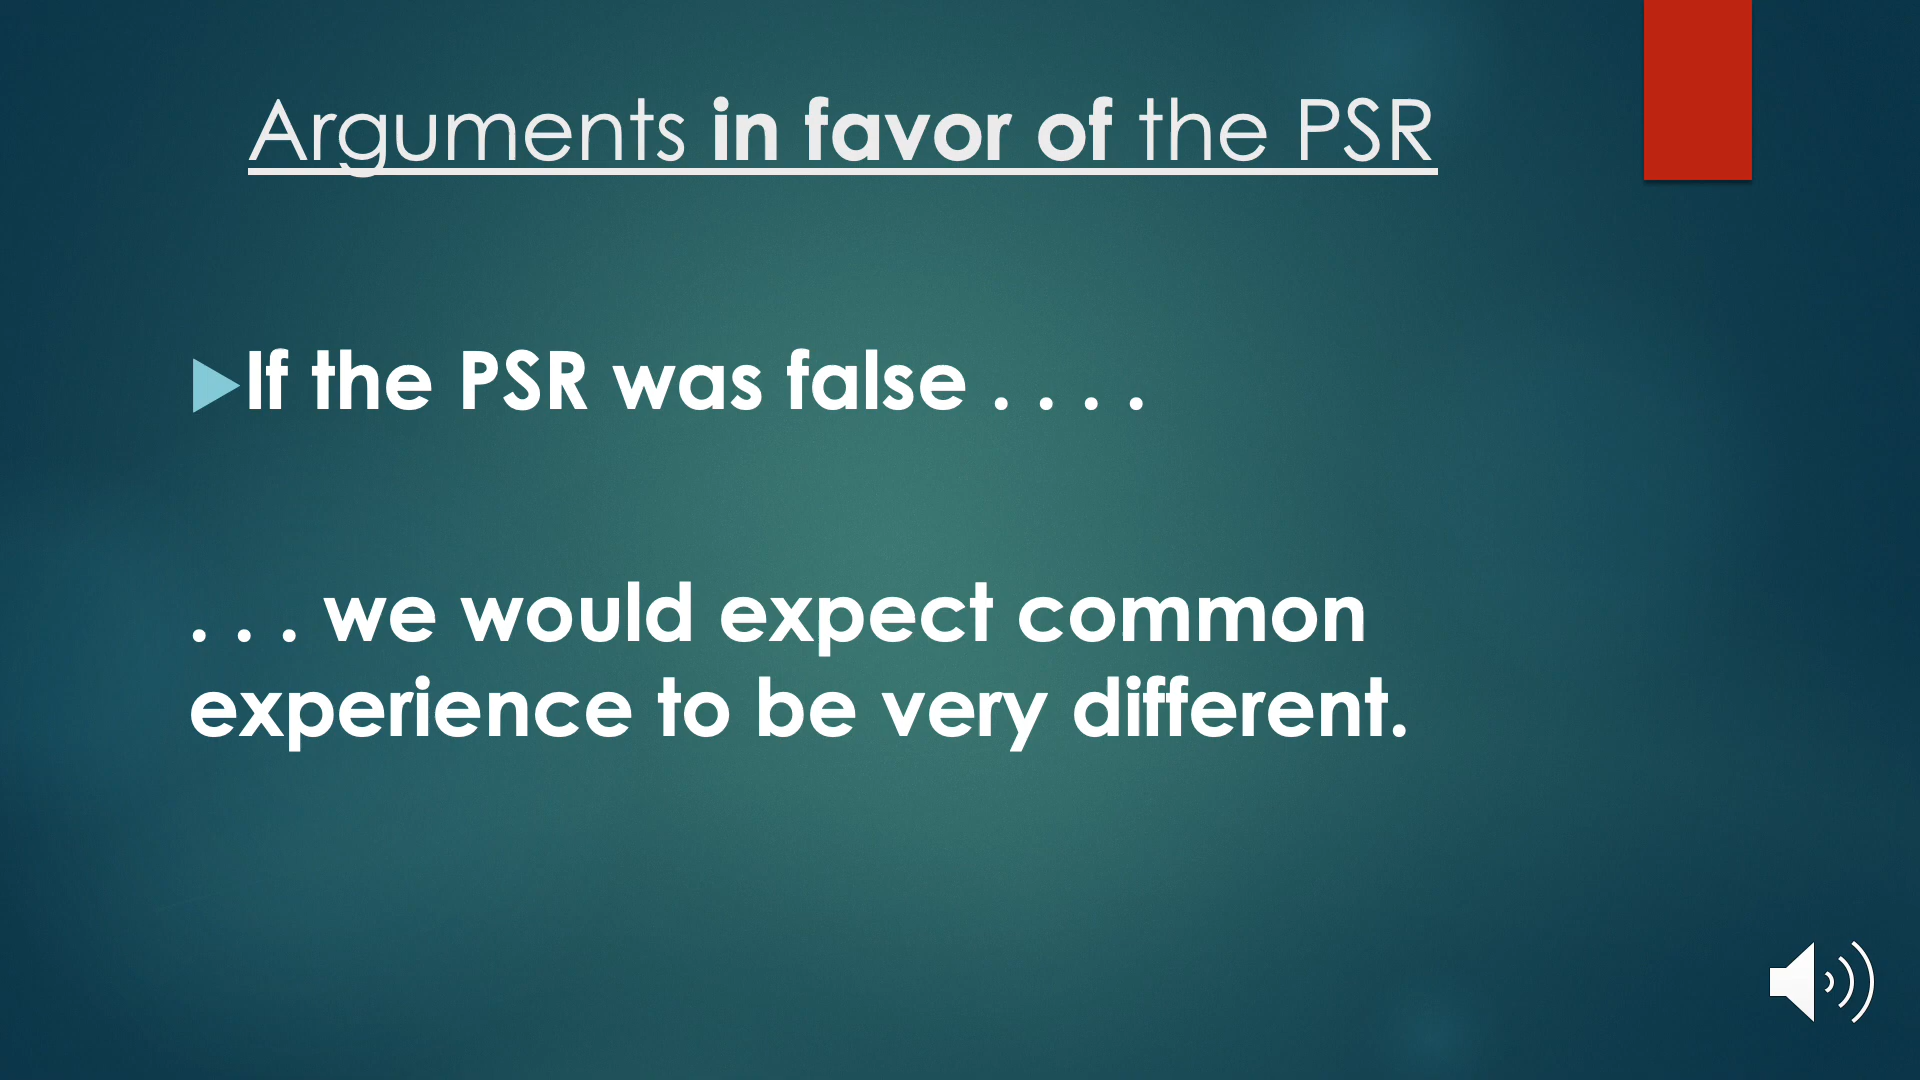 Arguments in favor of the PSR
If the PSR was false . . . .
. . . we would expect common
experience to be very different.